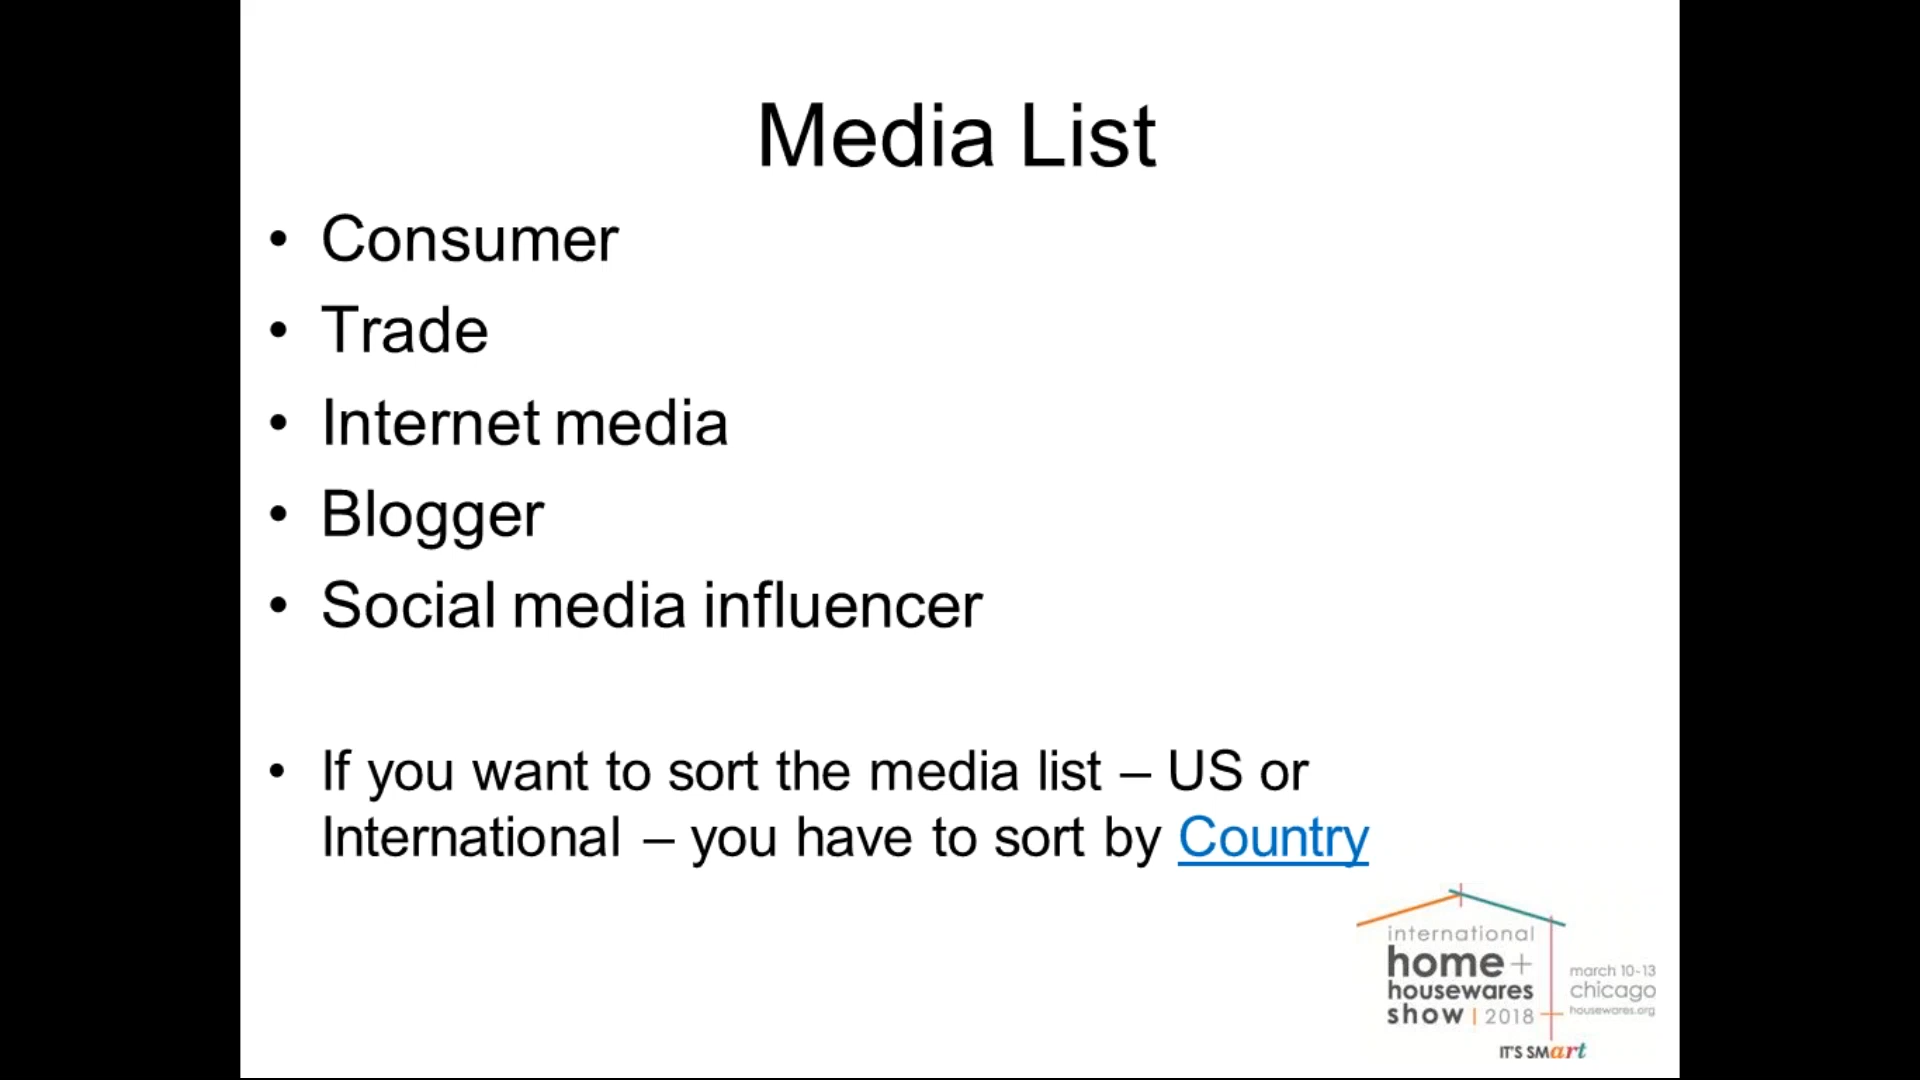 Media List
• Consumer
• Trade
• Internet media
• Blogger
• Social media influencer
• If you want to sort the media list – US or
International – you have to sort by Country
international
home+
housewares
show | 2018
march 10-13
chicago
housewares.org
IT'S SMart